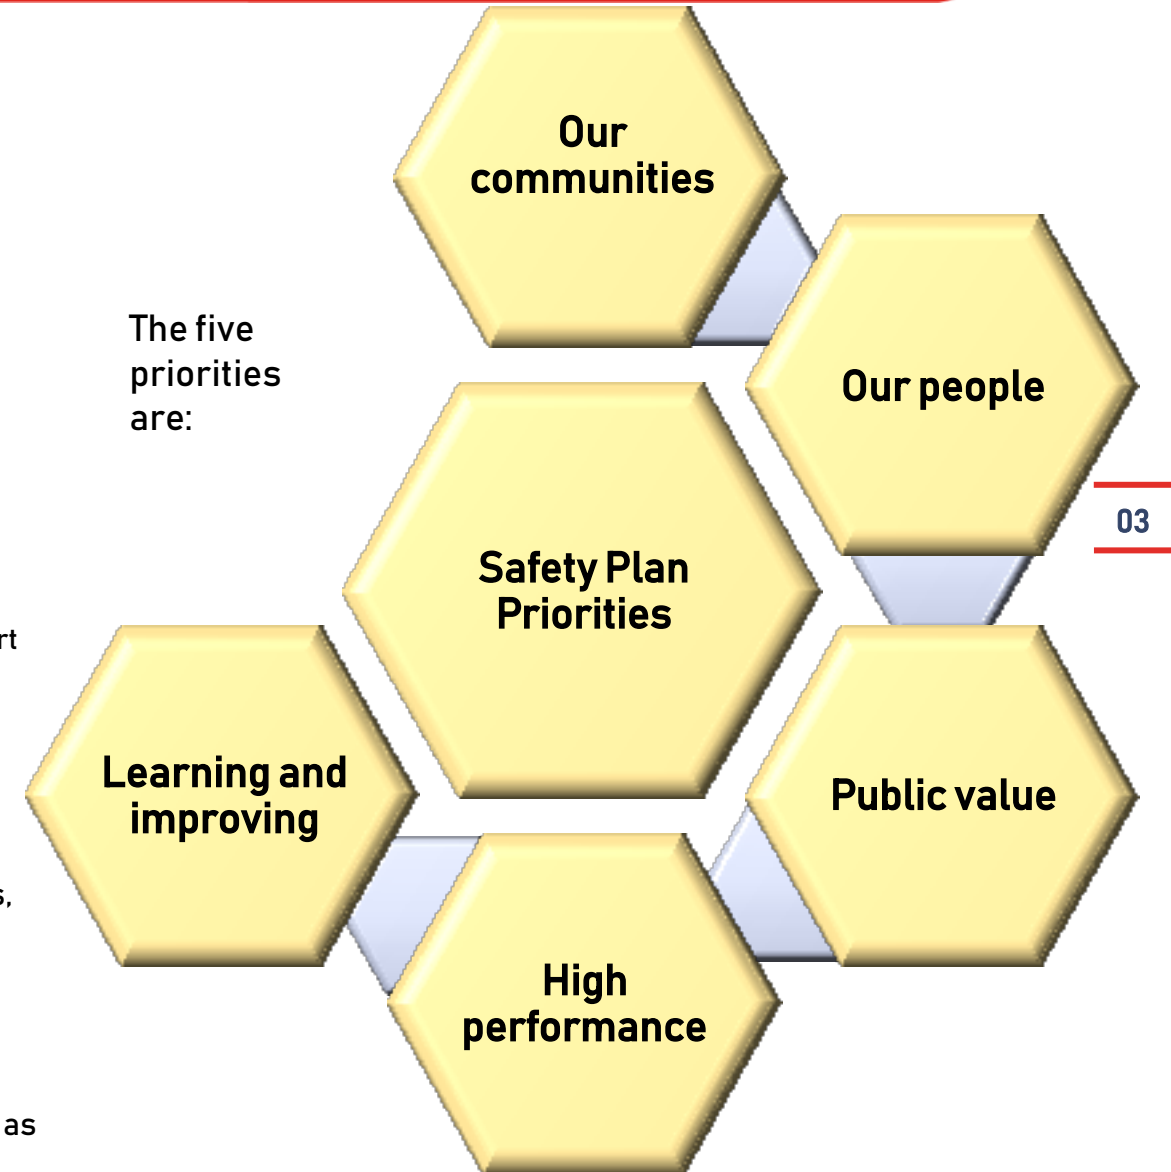 The five
priorities
are:
Our
communities
Our people
03
Safety Plan
Priorities
rt
Learning and
improving
Public value
s,
High
performance
as